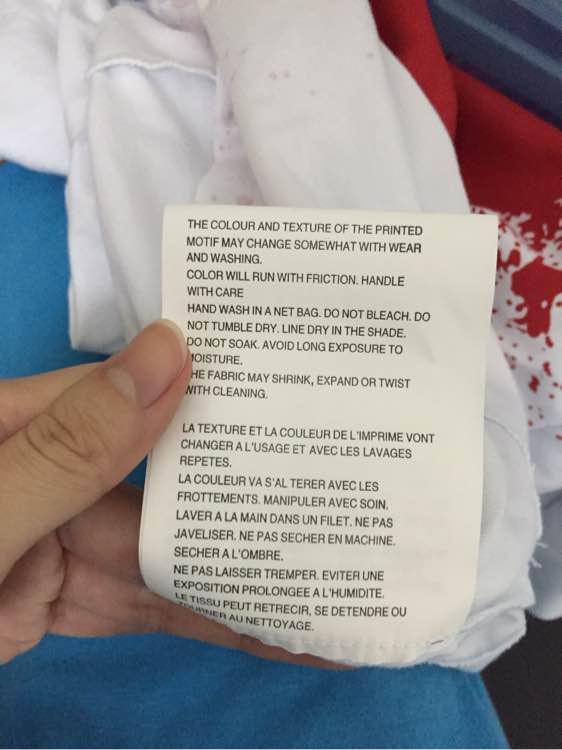 THE COLOUR AND TEXTURE OF THE PRINTED
MOTIF MAY CHANGE SOMEWHAT WITH WEAR
AND WASHING.
COLOR WILL RUN WITH FRICTION. HANDLE
WITH CARE
HAND WASH IN A NET BAG. DO NOT BLEACH. DO
NOT TUMBLE DRY. LINE DRY IN THE SHADE.
DO NOT SOAK. AVOID LONG EXPOSURE TO
MOISTURE.
THE FABRIC MAY SHRINK, EXPAND OR TWIST
WITH CLEANING.
LA TEXTURE ET LA COULEUR DE L'IMPRIME VONT
CHANGER A L'USAGE ET AVEC LES LAVAGES
REPETES.
LA COULEUR VA S'AL TERER AVEC LES
FROTTEMENTS. MANIPULER AVEC SOIN.
LAVER A LA MAIN DANS UN FILET. NE PAS
JAVELISER. NE PAS SECHER EN MACHINE.
SECHER A L'OMBRE.
NE PAS LAISSER TREMPER. EVITER UNE
EXPOSITION PROLONGEE A L'HUMIDITE.
LE TISSU PEUT RETRECIR, SE DETENDRE OU
TOURNER AU NETTOYAGE.